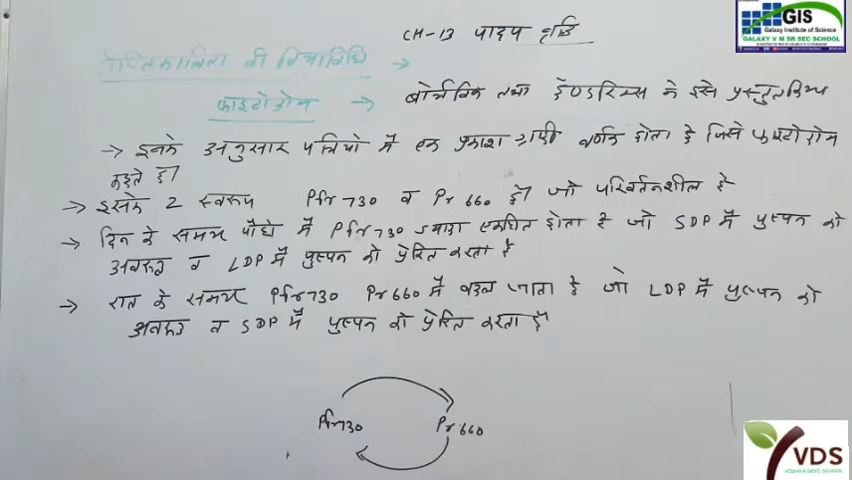 CH-13 पादप वृद्धि
दीप्तिकालिता की क्रियाविधि →
फाइटोक्रोम → बोर्थविक तथा हेण्डरिक्स ने इसे प्रस्तुत किया
→ इनके अनुसार पत्तियों में एक प्रकाश ग्राही वर्णक होता है जिसे फाइटोक्रोम
कहते है।
→ इसके 2 स्वरूप Pfr 730 व Pr 660 है। जो परिवर्तनशील है
→ दिन के समय पौधे में Pfr 730 ज्यादा एकत्रित होता है जो SDP में पुष्पन को
अवरूद्ध व LDP में पुष्पन को प्रेरित करता है
→ रात के समय Pfr 730 Pr 660 में बदल जाता है जो LDP में पुष्पन को
अवरूद्ध व SDP में पुष्पन को प्रेरित करता है
Pfr 730 Pr 660
GIS
Galaxy Institute of Science
GALAXY V M SR SEC SCHOOL
VDS